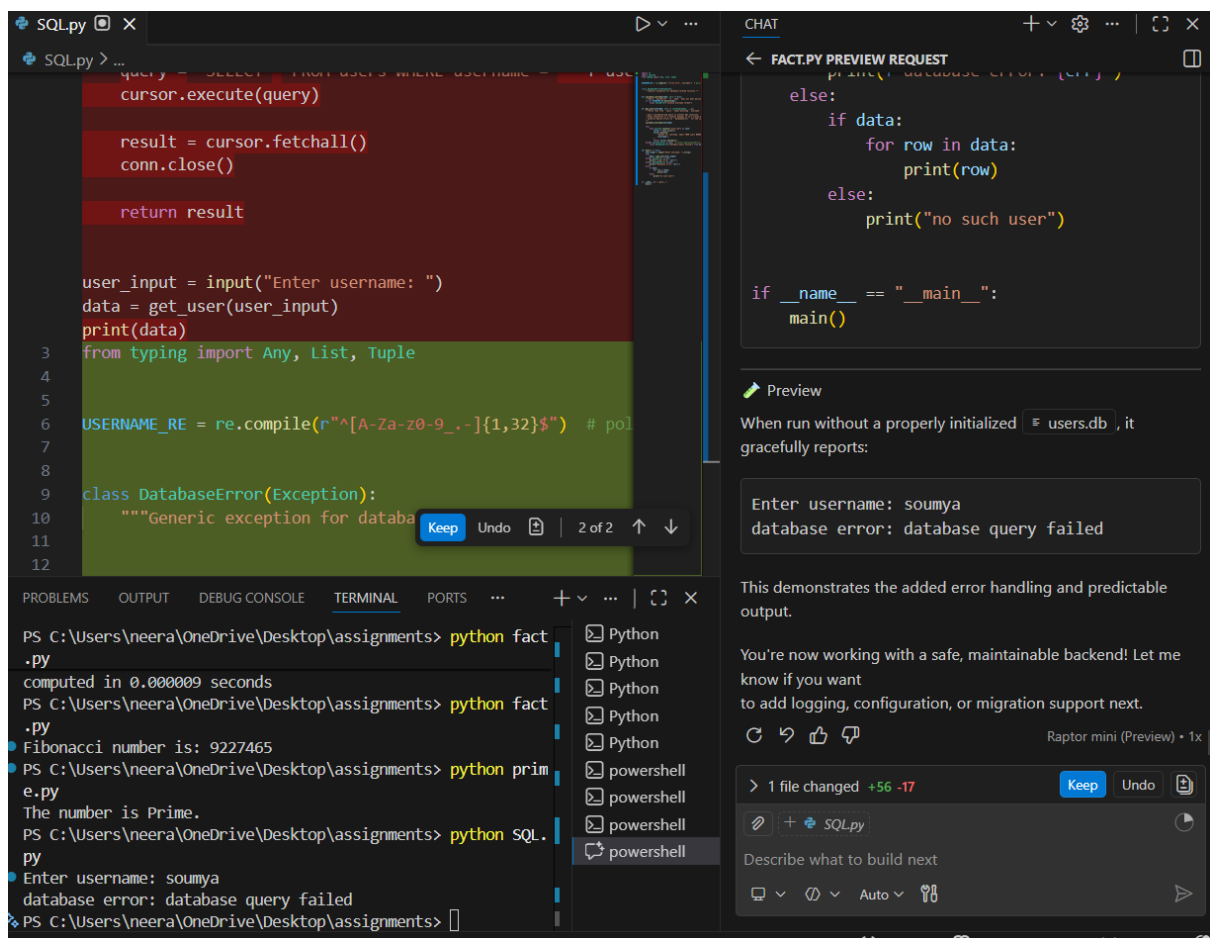 SQL.py
SQL.py > ...
cursor.execute(query)
result = cursor.fetchall()
conn.close()
return result
user_input = input("Enter username: ")
data = get_user(user_input)
print(data)
3 from typing import Any, List, Tuple
4
5
6 USERNAME_RE = re.compile(r"^[A-Za-z0-9_.-]{1,32}$") # pol
7
8
9 class DatabaseError(Exception):
10 """Generic exception for databa
11
12
Keep Undo 2 of 2
PROBLEMS OUTPUT DEBUG CONSOLE TERMINAL PORTS ...
PS C:\Users\neera\OneDrive\Desktop\assignments> python fact
.py
computed in 0.000009 seconds
PS C:\Users\neera\OneDrive\Desktop\assignments> python fact
.py
Fibonacci number is: 9227465
PS C:\Users\neera\OneDrive\Desktop\assignments> python prim
e.py
The number is Prime.
PS C:\Users\neera\OneDrive\Desktop\assignments> python SQL.
py
Enter username: soumya
database error: database query failed
PS C:\Users\neera\OneDrive\Desktop\assignments>
Python
Python
Python
Python
Python
powershell
powershell
powershell
powershell
CHAT
FACT.PY PREVIEW REQUEST
else:
if data:
for row in data:
print(row)
else:
print("no such user")
if __name__ == "__main__":
main()
Preview
When run without a properly initialized users.db , it
gracefully reports:
Enter username: soumya
database error: database query failed
This demonstrates the added error handling and predictable
output.
You're now working with a safe, maintainable backend! Let me
know if you want
to add logging, configuration, or migration support next.
Raptor mini (Preview) • 1x
1 file changed +56 -17
Keep Undo
SQL.py
Describe what to build next
Auto